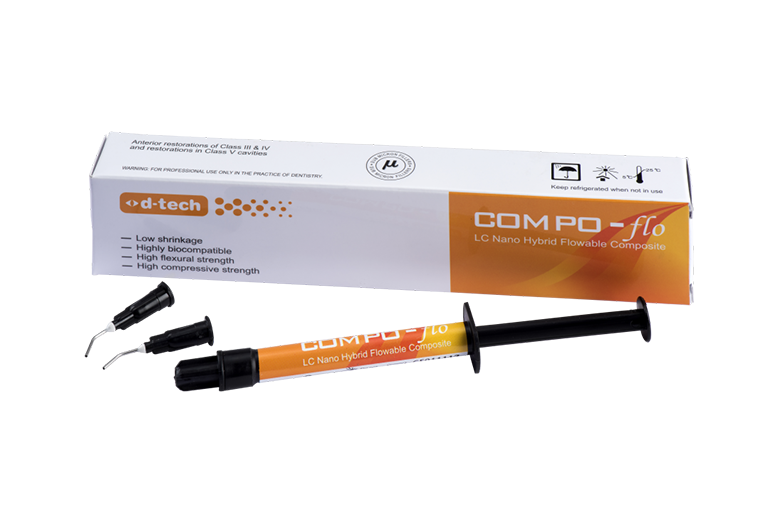 Anterior restorations of Class III & IV
and restorations in Class V cavities
WARNING: FOR PROFESSIONAL USE ONLY IN THE PRACTICE OF DENTISTRY.
µ
5°C
25°C
Keep refrigerated when not in use
d-tech
— Low shrinkage
— Highly biocompatible
— High flexural strength
— High compressive strength
COMPO-flo
LC Nano Hybrid Flowable Composite
COMPO-flo
LC Nano Hybrid Flowable Composite